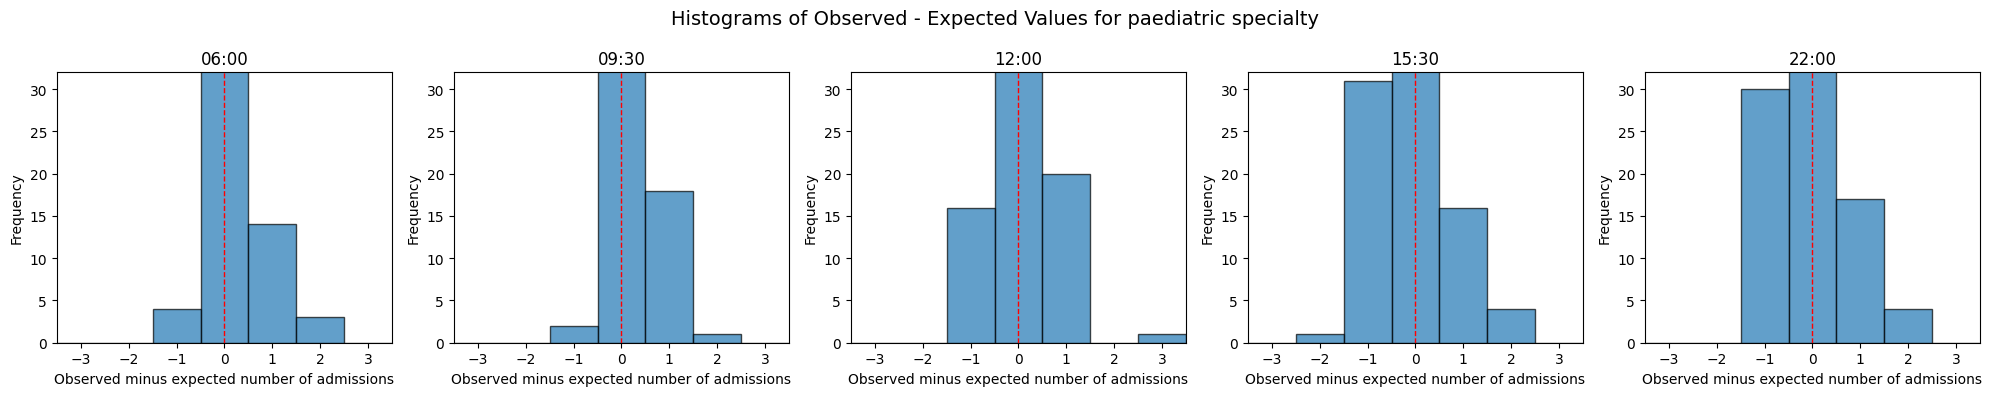 Histograms of Observed - Expected Values for paediatric specialty
06:00
Frequency
30
25
20
15
10
5
0
−3 −2 −1 0 1 2 3
Observed minus expected number of admissions
09:30
Frequency
30
25
20
15
10
5
0
−3 −2 −1 0 1 2 3
Observed minus expected number of admissions
12:00
Frequency
30
25
20
15
10
5
0
−3 −2 −1 0 1 2 3
Observed minus expected number of admissions
15:30
Frequency
30
25
20
15
10
5
0
−3 −2 −1 0 1 2 3
Observed minus expected number of admissions
22:00
Frequency
30
25
20
15
10
5
0
−3 −2 −1 0 1 2 3
Observed minus expected number of admissions